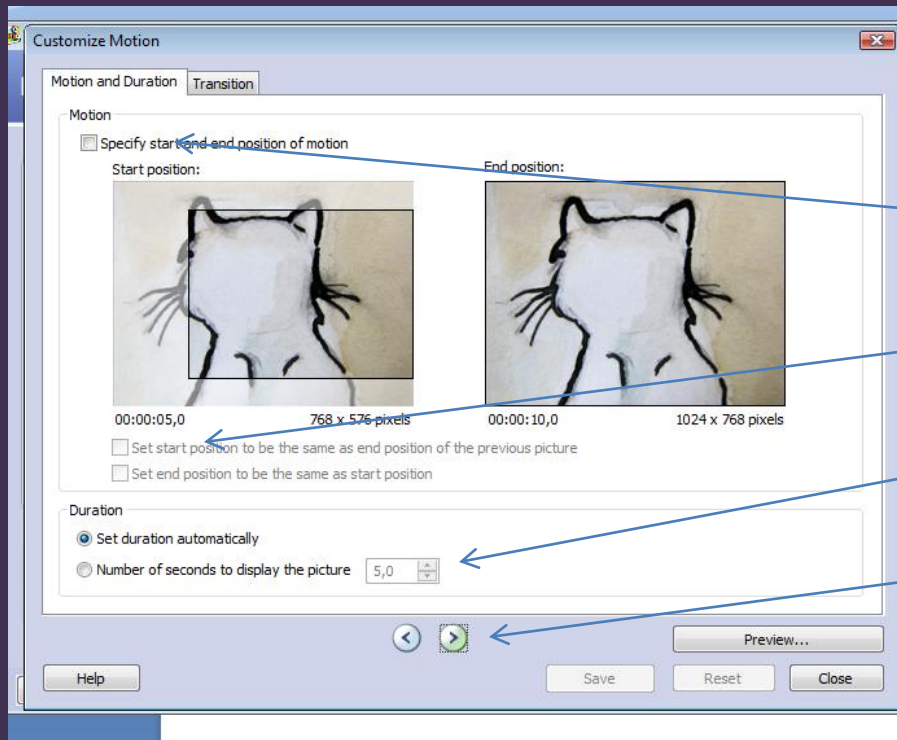 Customize Motion
Motion and Duration Transition
Motion
Specify start and end position of motion
Start position: End position:
00:00:05,0 768 x 576 pixels 00:00:10,0 1024 x 768 pixels
Set start position to be the same as end position of the previous picture
Set end position to be the same as start position
Duration
Set duration automatically
Number of seconds to display the picture 5,0
Preview...
Help Save Reset Close